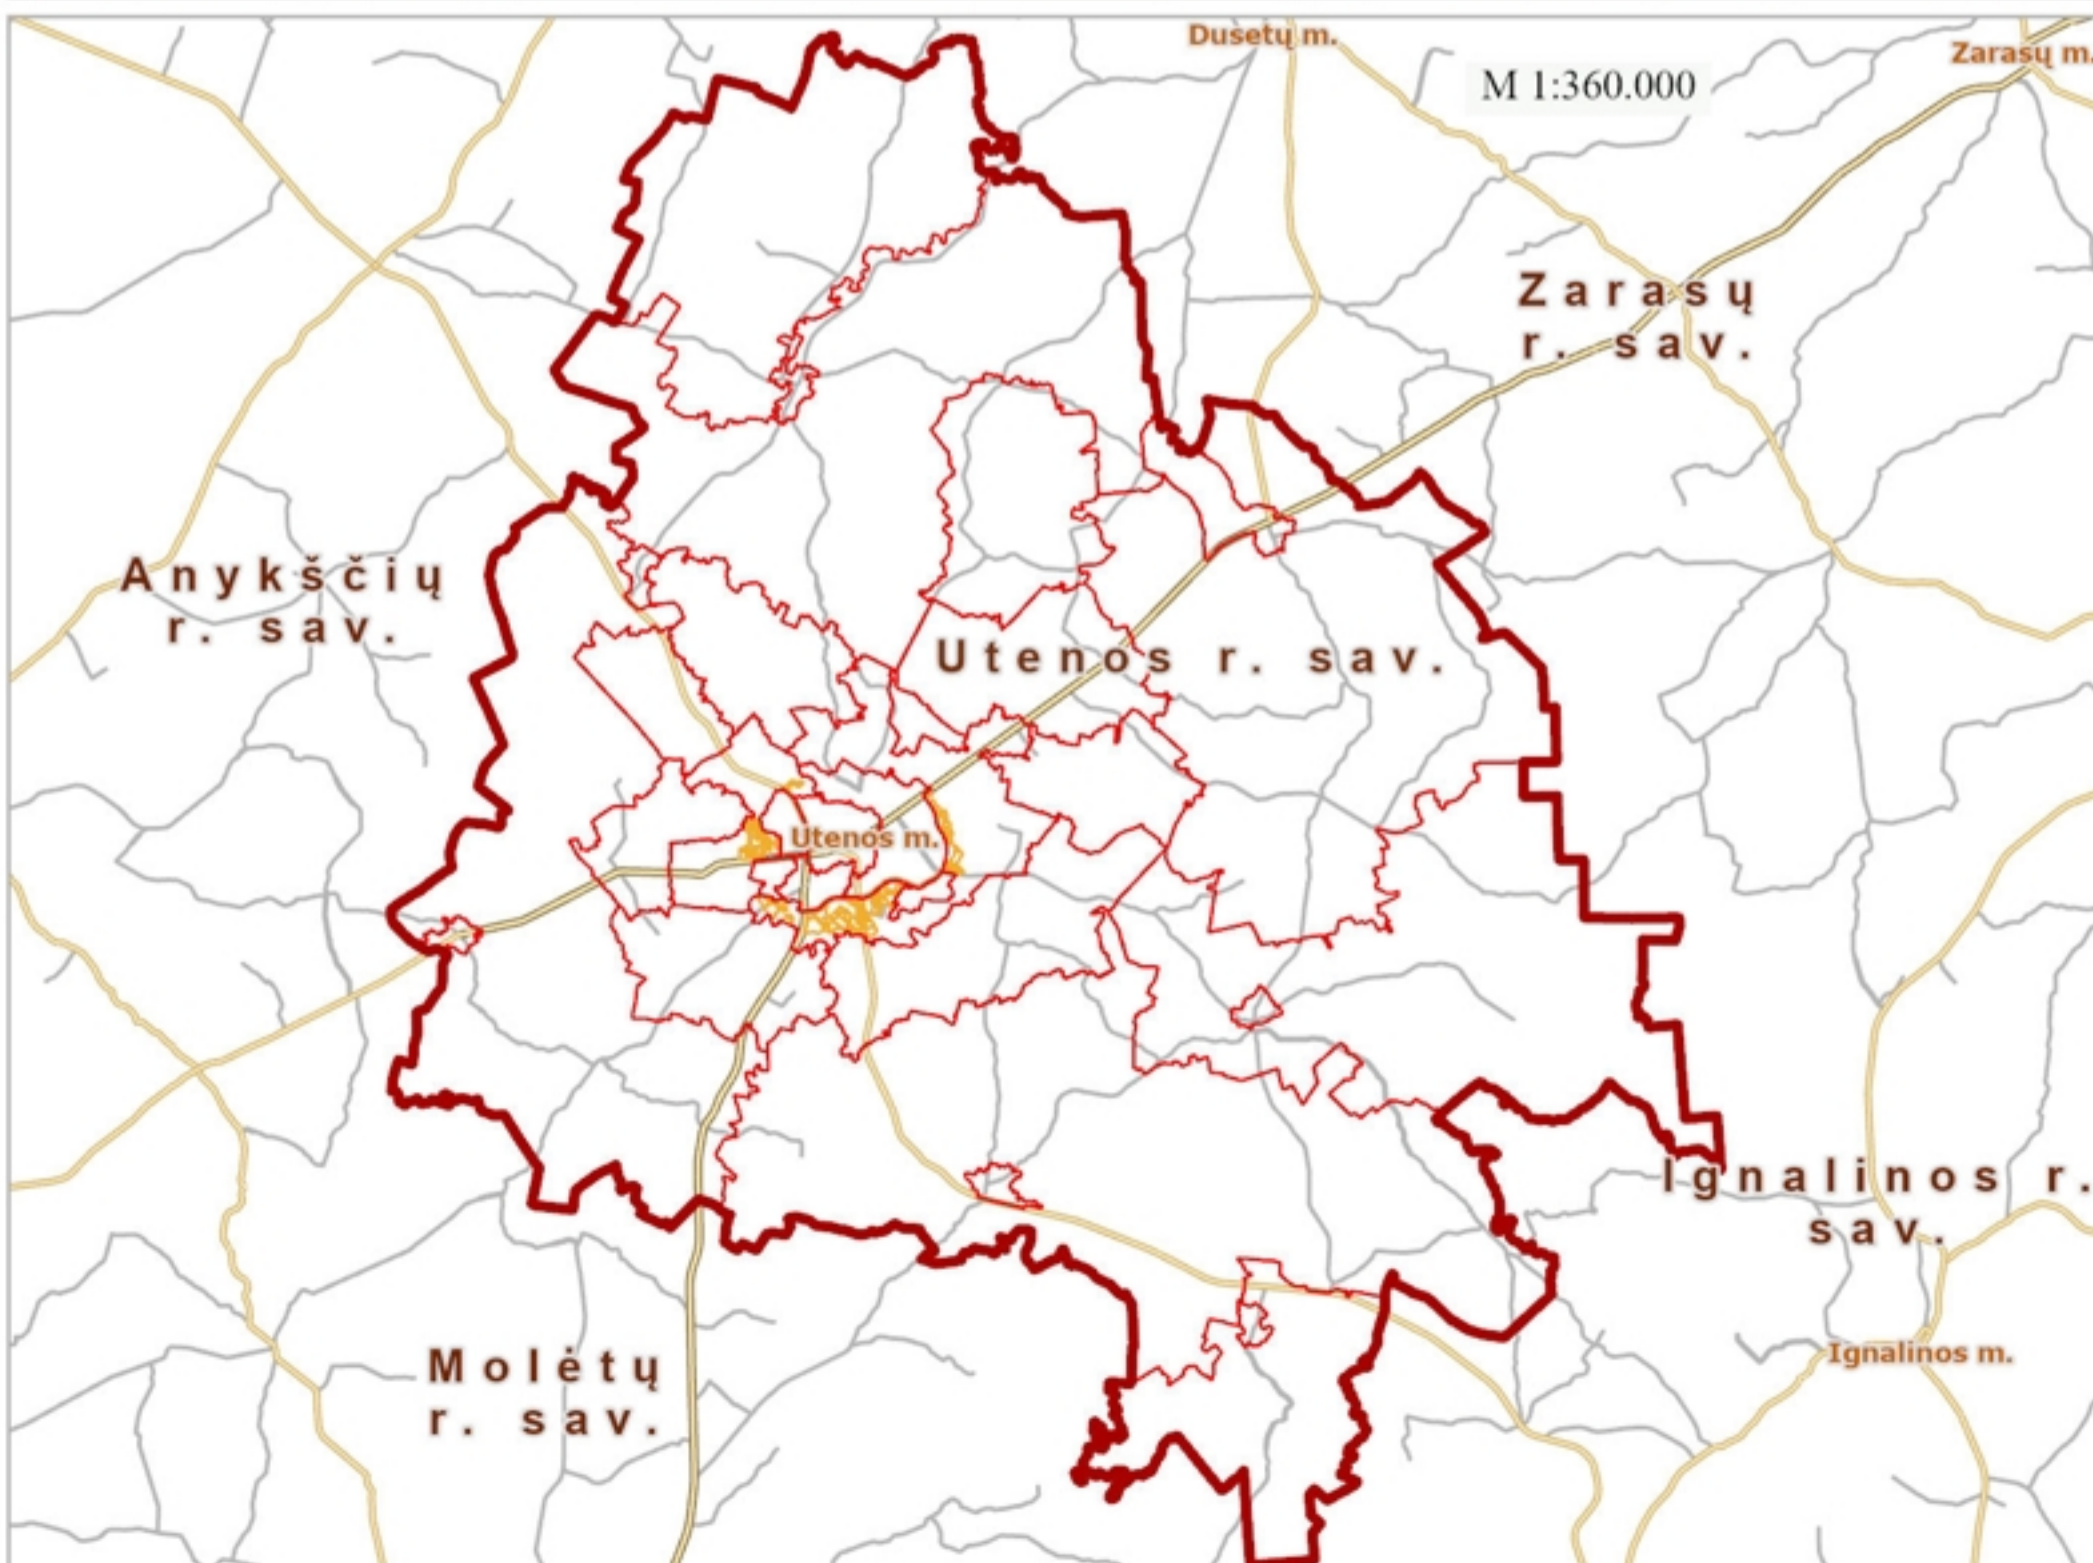 Dusetų m.
Zarasų m.
M 1:360.000
Zarasų
r. sav.
Anykščių
r. sav.
Utenos r. sav.
Utenos m.
Ignalinos r.
sav.
Molėtų
r. sav.
Ignalinos m.